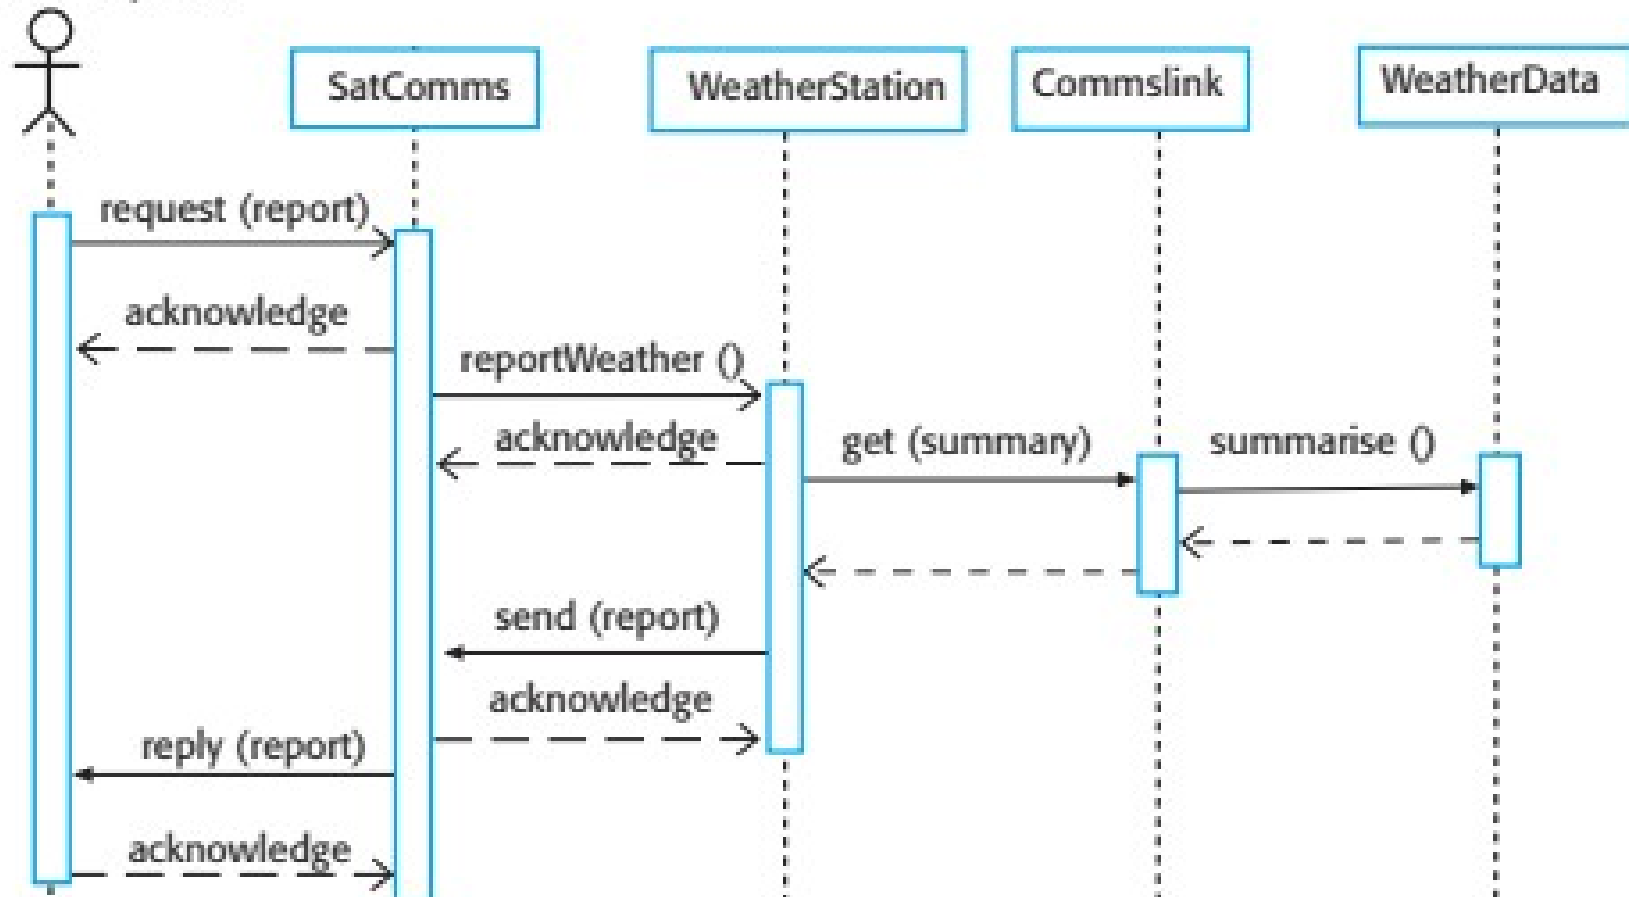 SatComms
WeatherStation
Commslink
WeatherData
request (report)
acknowledge
reportWeather ()
acknowledge
get (summary)
summarise ()
send (report)
acknowledge
reply (report)
acknowledge